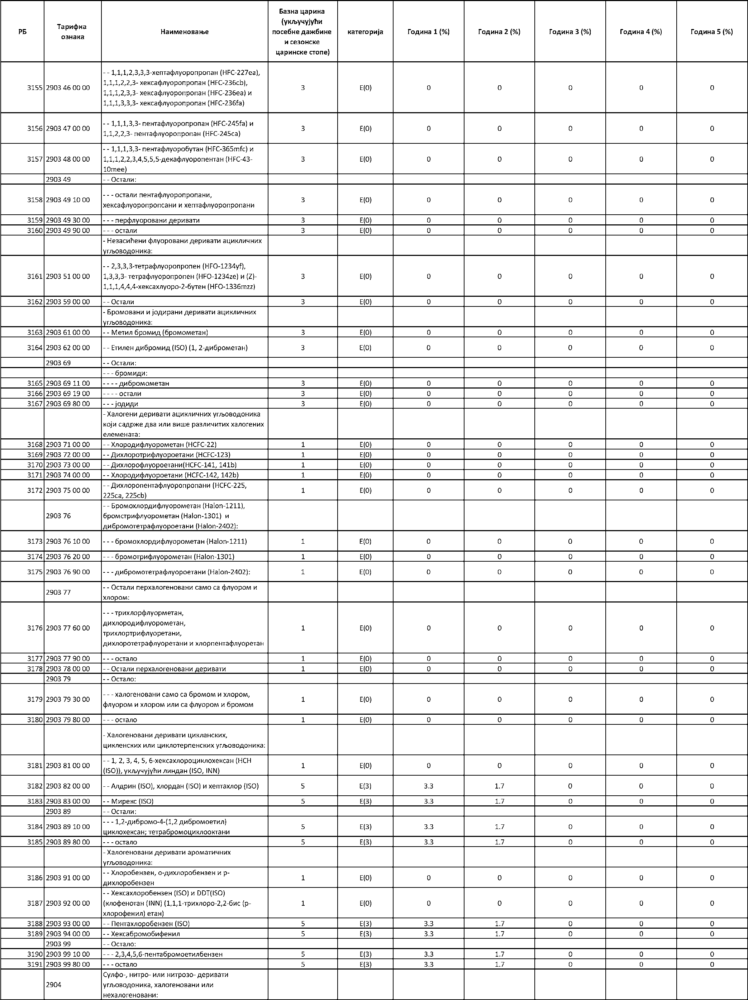 РБ Тарифна ознака Наименовање Базна царина (укључујући посебне дажбине и сезонске царинске стопе) категорија Година 1 (%) Година 2 (%) Година 3 (%) Година 4 (%) Година 5 (%)
3155 2903 46 00 00 - - 1,1,1,2,3,3,3-хептафлуоропропан (HFC-227ea), 3 E(0) 0 0 0 0 0
1,1,1,2,2,3- хексафлуоропропан (HFC-236cb),
1,1,1,2,3,3- хексафлуоропропан (HFC-236ea) и
1,1,1,3,3,3- хексафлуоропропан (HFC-236fa)
3156 2903 47 00 00 - - 1,1,1,3,3- пентафлуоропропан (HFC-245fa) и 3 E(0) 0 0 0 0 0
1,1,2,2,3- пентафлуоропропан (HFC-245ca)
3157 2903 48 00 00 - - 1,1,1,3,3- пентафлуоробутан (HFC-365mfc) и 3 E(0) 0 0 0 0 0
1,1,1,2,2,3,4,5,5,5-декафлуоропентан (HFC-43-
10mee)
2903 49 - - Остали:
3158 2903 49 10 00 - - - остали пентафлуоропропани, 3 E(0) 0 0 0 0 0
хексафлуоропропсани и хептафлуоропропани
3159 2903 49 30 00 - - - перфлуоровани деривати 3 E(0) 0 0 0 0 0
3160 2903 49 90 00 - - - остали 3 E(0) 0 0 0 0 0
- Незасићени флуоровани деривати ацикличних
угљоводоника:
3161 2903 51 00 00 - - 2,3,3,3-тетрафлуоропропен (HFO-1234yf), 3 E(0) 0 0 0 0 0
1,3,3,3- тетрафлуоропропен (HFO-1234ze) и (Z)-
1,1,1,4,4,4-хексахлуоро-2-бутен (HFO-1336mzz)
3162 2903 59 00 00 - - Остали 3 E(0) 0 0 0 0 0
- Бромовани и јодирани деривати ацикличних
угљоводоника:
3163 2903 61 00 00 - - Метил бромид (бромометан) 3 E(0) 0 0 0 0 0
3164 2903 62 00 00 - - Етилен дибромид (ISO) (1, 2-диброметан) 3 E(0) 0 0 0 0 0
2903 69 - - Остали:
- - - бромиди:
3165 2903 69 11 00 - - - - дибромометан 3 E(0) 0 0 0 0 0
3166 2903 69 19 00 - - - - остали 3 E(0) 0 0 0 0 0
3167 2903 69 80 00 - - - јодиди 3 E(0) 0 0 0 0 0
- Халогени деривати ацикличних угљоводоника
који садрже два или више различитих халогених
елемената:
3168 2903 71 00 00 - - Хлородифлуорометан (HCFC-22) 1 E(0) 0 0 0 0 0
3169 2903 72 00 00 - - Дихлоротрифлуороетани (HCFC-123) 1 E(0) 0 0 0 0 0
3170 2903 73 00 00 - - Дихлорофлуороетани(HCFC-141, 141b) 1 E(0) 0 0 0 0 0
3171 2903 74 00 00 - - Хлородифлуороетани (HCFC-142, 142b) 1 E(0) 0 0 0 0 0
3172 2903 75 00 00 - - Дихлоропентафлуоропропани (HCFC-225, 1 E(0) 0 0 0 0 0
225ca, 225cb)
2903 76 - - Бромохлордифлуорометан (Halon-1211),
бромстрифлуорометан (Halon-1301) и
дибромотетрафлуороетани (Halon-2402):
3173 2903 76 10 00 - - - бромохлордифлуорометан (Halon-1211) 1 E(0) 0 0 0 0 0
3174 2903 76 20 00 - - - бромотрифлуорометан (Halon-1301) 1 E(0) 0 0 0 0 0
3175 2903 76 90 00 - - - дибромотетрафлуороетани (Halon-2402): 1 E(0) 0 0 0 0 0
2903 77 - - Остали перхалогеновани само са флуором и
хлором:
3176 2903 77 60 00 - - - трихлорфлуорметан, 1 E(0) 0 0 0 0 0
дихлородифлуорометан,
трихлортрифлуоретани,
дихлоротетрафлуоретани и хлорпентафлуоретан
3177 2903 77 90 00 - - - остало 1 E(0) 0 0 0 0 0
3178 2903 78 00 00 - - Остали перхалогеновани деривати 1 E(0) 0 0 0 0 0
2903 79 - - Остало:
3179 2903 79 30 00 - - - халогеновани само са бромом и хлором, 1 E(0) 0 0 0 0 0
флуором и хлором или са флуором и бромом
3180 2903 79 80 00 - - - остало 1 E(0) 0 0 0 0 0
- Халогеновани деривати цикланских,
цикленских или циклотерпенских угљоводоника:
3181 2903 81 00 00 - - 1, 2, 3, 4, 5, 6-хексахлороциклохексан (HCH 1 E(0) 0 0 0 0 0
(ISO)), укључујући линдан (ISO, INN)
3182 2903 82 00 00 - - Алдрин (ISO), хлордан (ISO) и хептахлор (ISO) 5 E(3) 3.3 1.7 0 0 0
3183 2903 83 00 00 - - Мирекс (ISO) 5 E(3) 3.3 1.7 0 0 0
2903 89 - - Остали:
3184 2903 89 10 00 - - - 1,2-дибромо-4-(1,2 дибромоетил) 5 E(3) 3.3 1.7 0 0 0
циклохексан; тетрабромоциклооктани
3185 2903 89 80 00 - - - остало 5 E(3) 3.3 1.7 0 0 0
- Халогеновани деривати ароматичних
угљоводоника:
3186 2903 91 00 00 - - Хлоробензен, о-дихлоробензен и р- 1 E(0) 0 0 0 0 0
дихлоробензен
3187 2903 92 00 00 - - Хексахлоробензен (ISO) и DDT(ISO) 1 E(0) 0 0 0 0 0
(клофенотан (INN) (1,1,1-трихлоро-2,2-бис (р-
хлорофенил) етан)
3188 2903 93 00 00 - - Пентахлоробензен (ISO) 5 E(3) 3.3 1.7 0 0 0
3189 2903 94 00 00 - - Хексабромобифенил 5 E(3) 3.3 1.7 0 0 0
2903 99 - - Остало:
3190 2903 99 10 00 - - - 2,3,4,5,6-пентабромоетилбензен 5 E(3) 3.3 1.7 0 0 0
3191 2903 99 80 00 - - - остало 5 E(3) 3.3 1.7 0 0 0
2904 Сулфо-, нитро- или нитрозо- деривати
угљоводоника, халогеновани или
нехалогеновани: